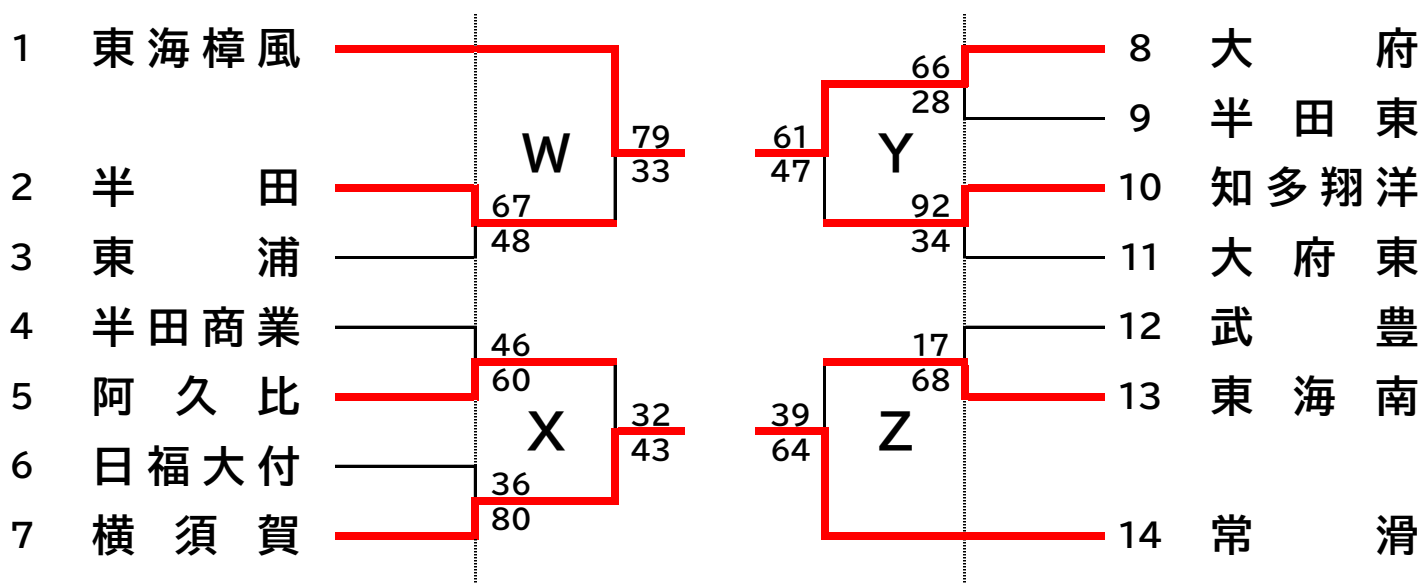 1 東海樟風
2 半田
3 東浦
4 半田商業
5 阿久比
6 日福大付
7 横須賀
W
79
33
67
48
46
60
X
32
43
36
80
8 大府
9 半田東
10 知多翔洋
11 大府東
12 武豊
13 東海南
14 常滑
66
28
61
47
Y
92
34
17
68
39
64
Z